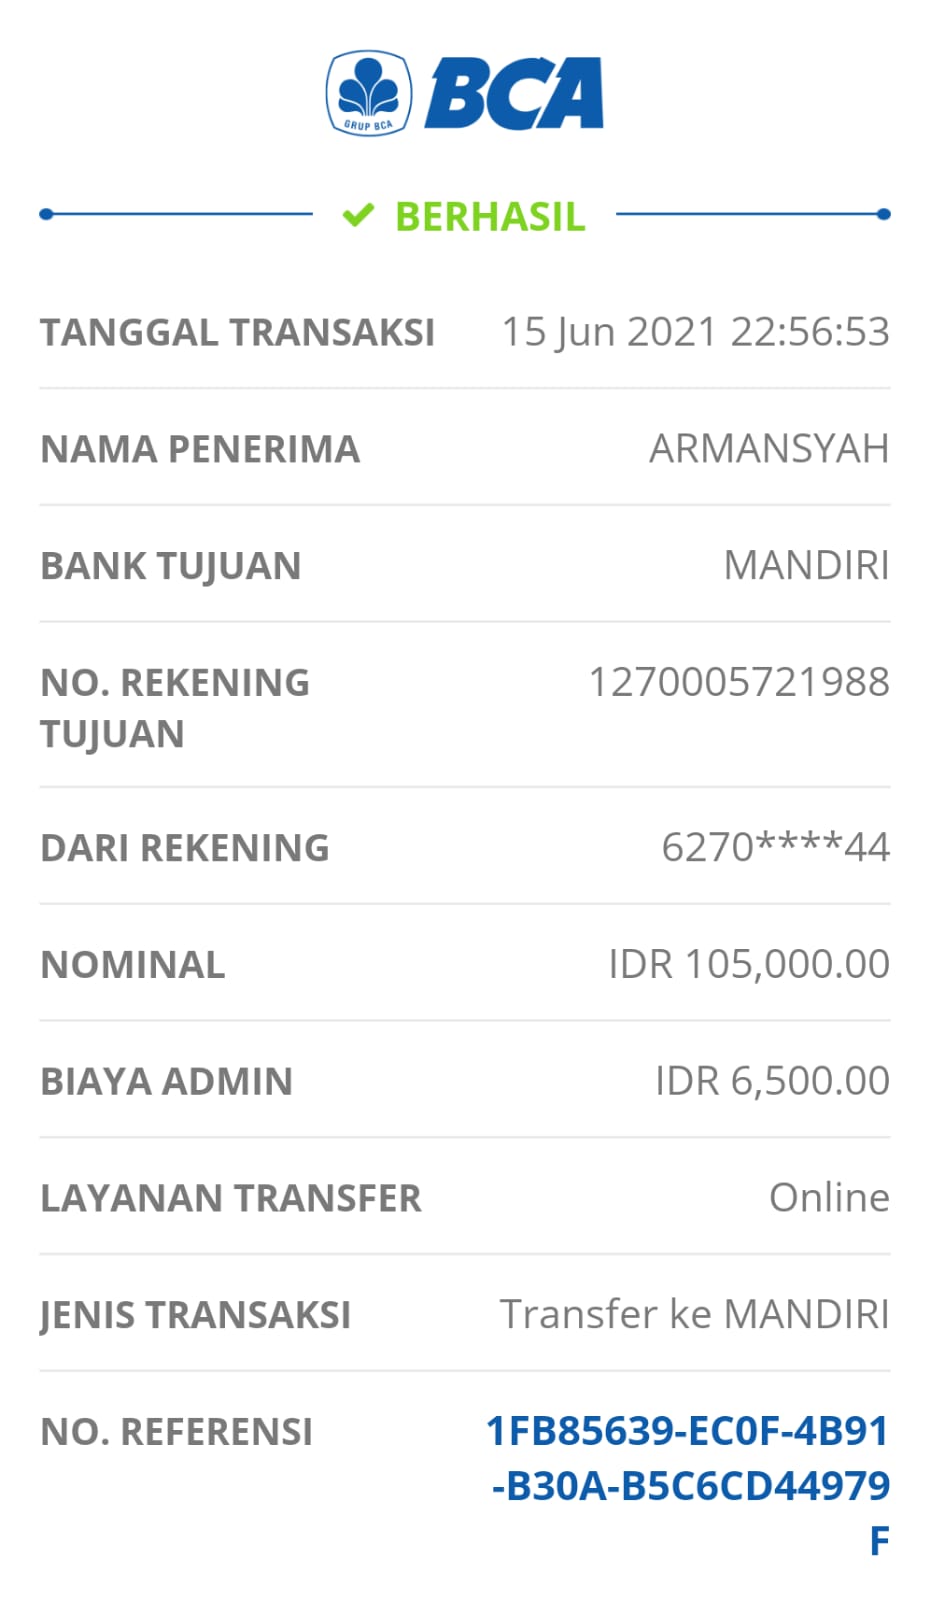 GRUP BCA
BCA
BERHASIL
TANGGAL TRANSAKSI 15 Jun 2021 22:56:53
NAMA PENERIMA ARMANSYAH
BANK TUJUAN MANDIRI
NO. REKENING 1270005721988
TUJUAN
DARI REKENING 6270****44
NOMINAL IDR 105,000.00
BIAYA ADMIN IDR 6,500.00
LAYANAN TRANSFER Online
JENIS TRANSAKSI Transfer ke MANDIRI
NO. REFERENSI 1FB85639-EC0F-4B91
-B30A-B5C6CD44979
F